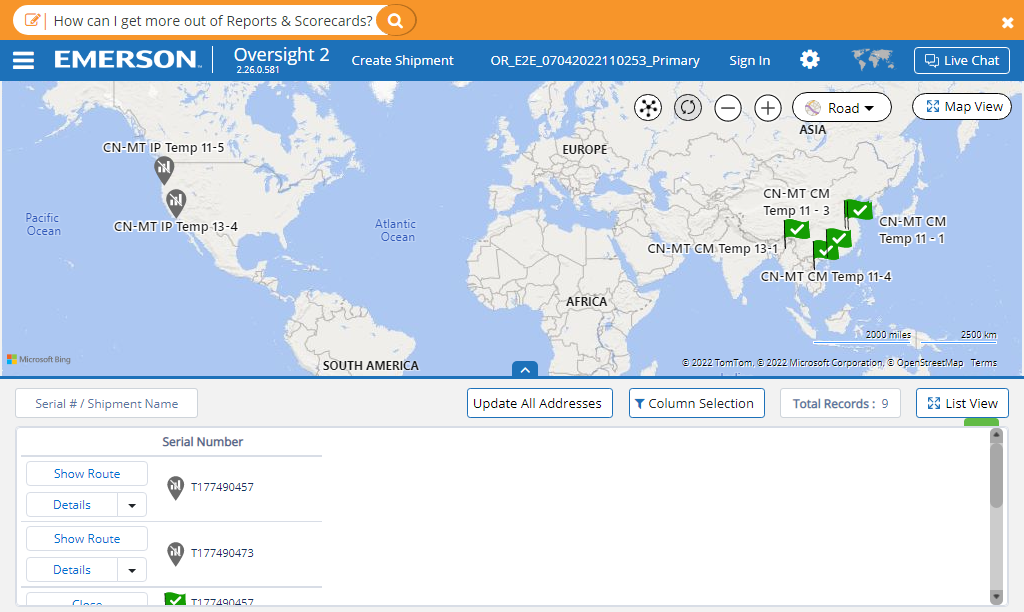 How can I get more out of Reports & Scorecards?
EMERSON
Oversight 2
2.26.0.581
Create Shipment
OR_E2E_07042022110253_Primary
Sign In
Live Chat
Road
Map View
ASIA
EUROPE
CN-MT IP Temp 11-5
CN-MT IP Temp 13-4
Pacific
Ocean
Atlantic
Ocean
CN-MT CM
Temp 11 - 3
CN-MT CM
Temp 11 - 1
CN-MT CM Temp 13-1
CN-MT CM Temp 11-4
AFRICA
SOUTH AMERICA
2000 miles
2500 km
Microsoft Bing
© 2022 TomTom, © 2022 Microsoft Corporation, © OpenStreetMap Terms
Serial # / Shipment Name
Update All Addresses
Column Selection
Total Records : 9
List View
Serial Number
Show Route
Details
T177490457
Show Route
Details
T177490473
Close
T177490457